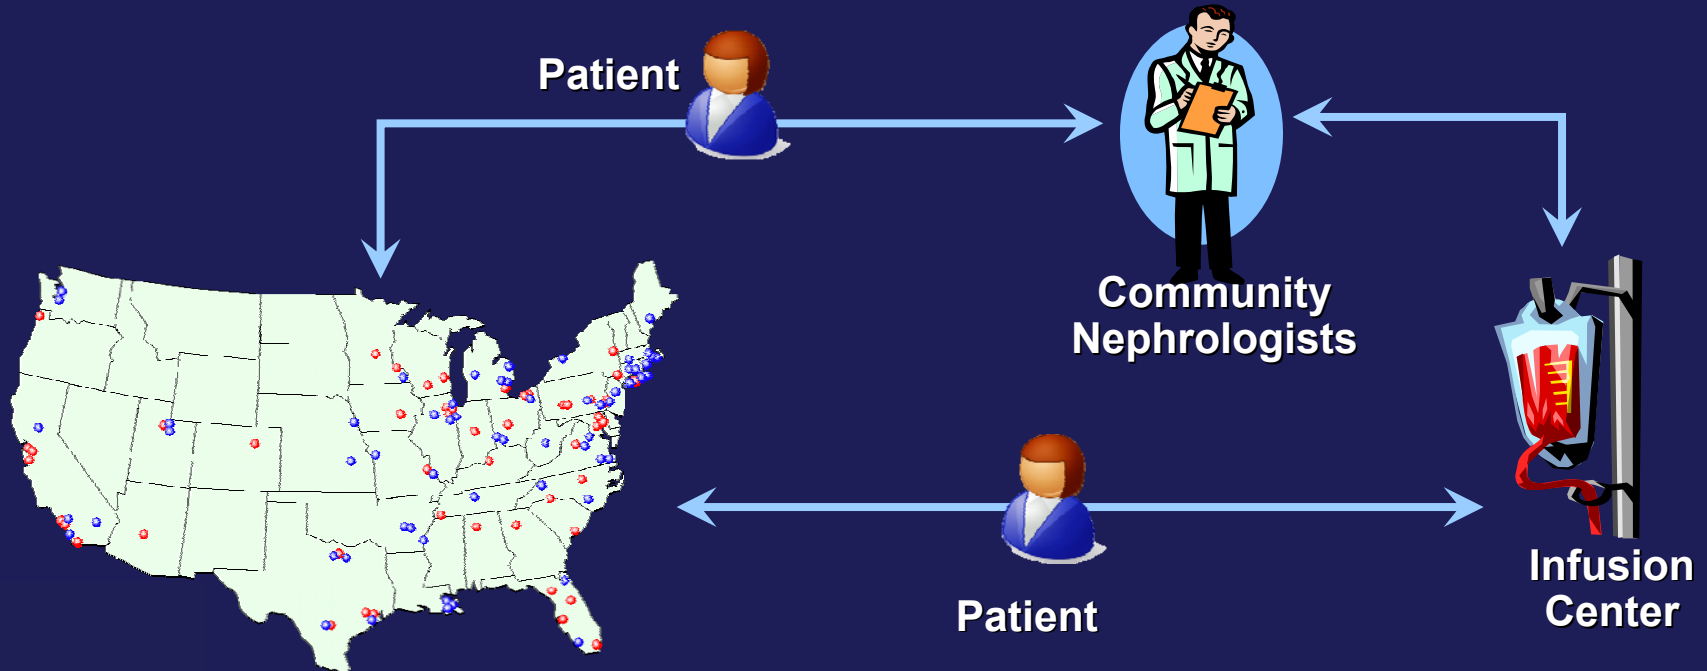 Patient
Community
Nephrologists
Patient
Infusion
Center